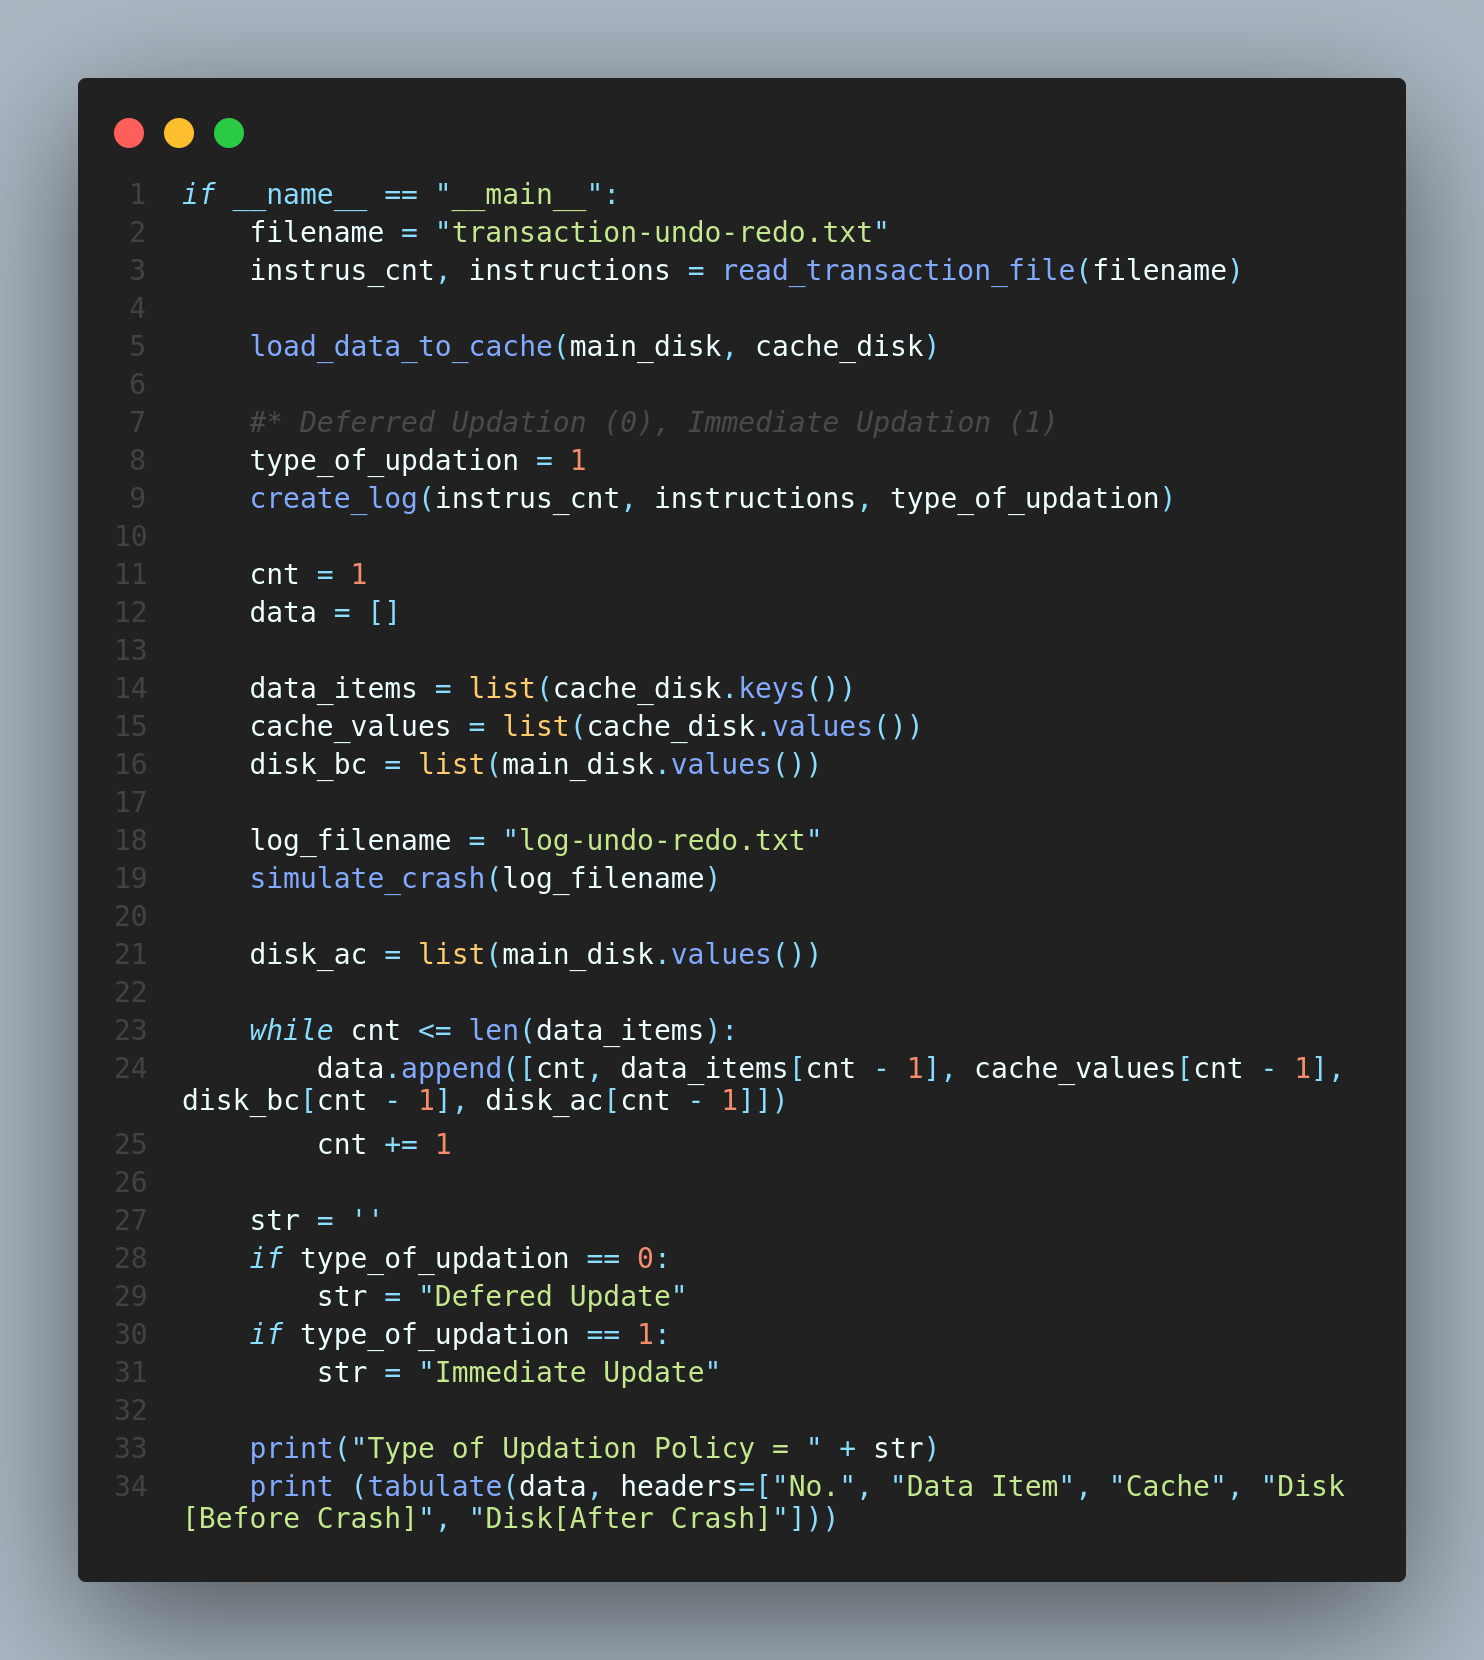 1 if __name__ == "__main__":
2     filename = "transaction-undo-redo.txt"
3     instrus_cnt, instructions = read_transaction_file(filename)
4
5     load_data_to_cache(main_disk, cache_disk)
6
7     #* Deferred Updation (0), Immediate Updation (1)
8     type_of_updation = 1
9     create_log(instrus_cnt, instructions, type_of_updation)
10
11     cnt = 1
12     data = []
13
14     data_items = list(cache_disk.keys())
15     cache_values = list(cache_disk.values())
16     disk_bc = list(main_disk.values())
17
18     log_filename = "log-undo-redo.txt"
19     simulate_crash(log_filename)
20
21     disk_ac = list(main_disk.values())
22
23     while cnt <= len(data_items):
24         data.append([cnt, data_items[cnt - 1], cache_values[cnt - 1],
disk_bc[cnt - 1], disk_ac[cnt - 1]])
25         cnt += 1
26
27     str = ''
28     if type_of_updation == 0:
29         str = "Defered Update"
30     if type_of_updation == 1:
31         str = "Immediate Update"
32
33     print("Type of Updation Policy = " + str)
34     print (tabulate(data, headers=["No.", "Data Item", "Cache", "Disk
[Before Crash]", "Disk[After Crash]"]))